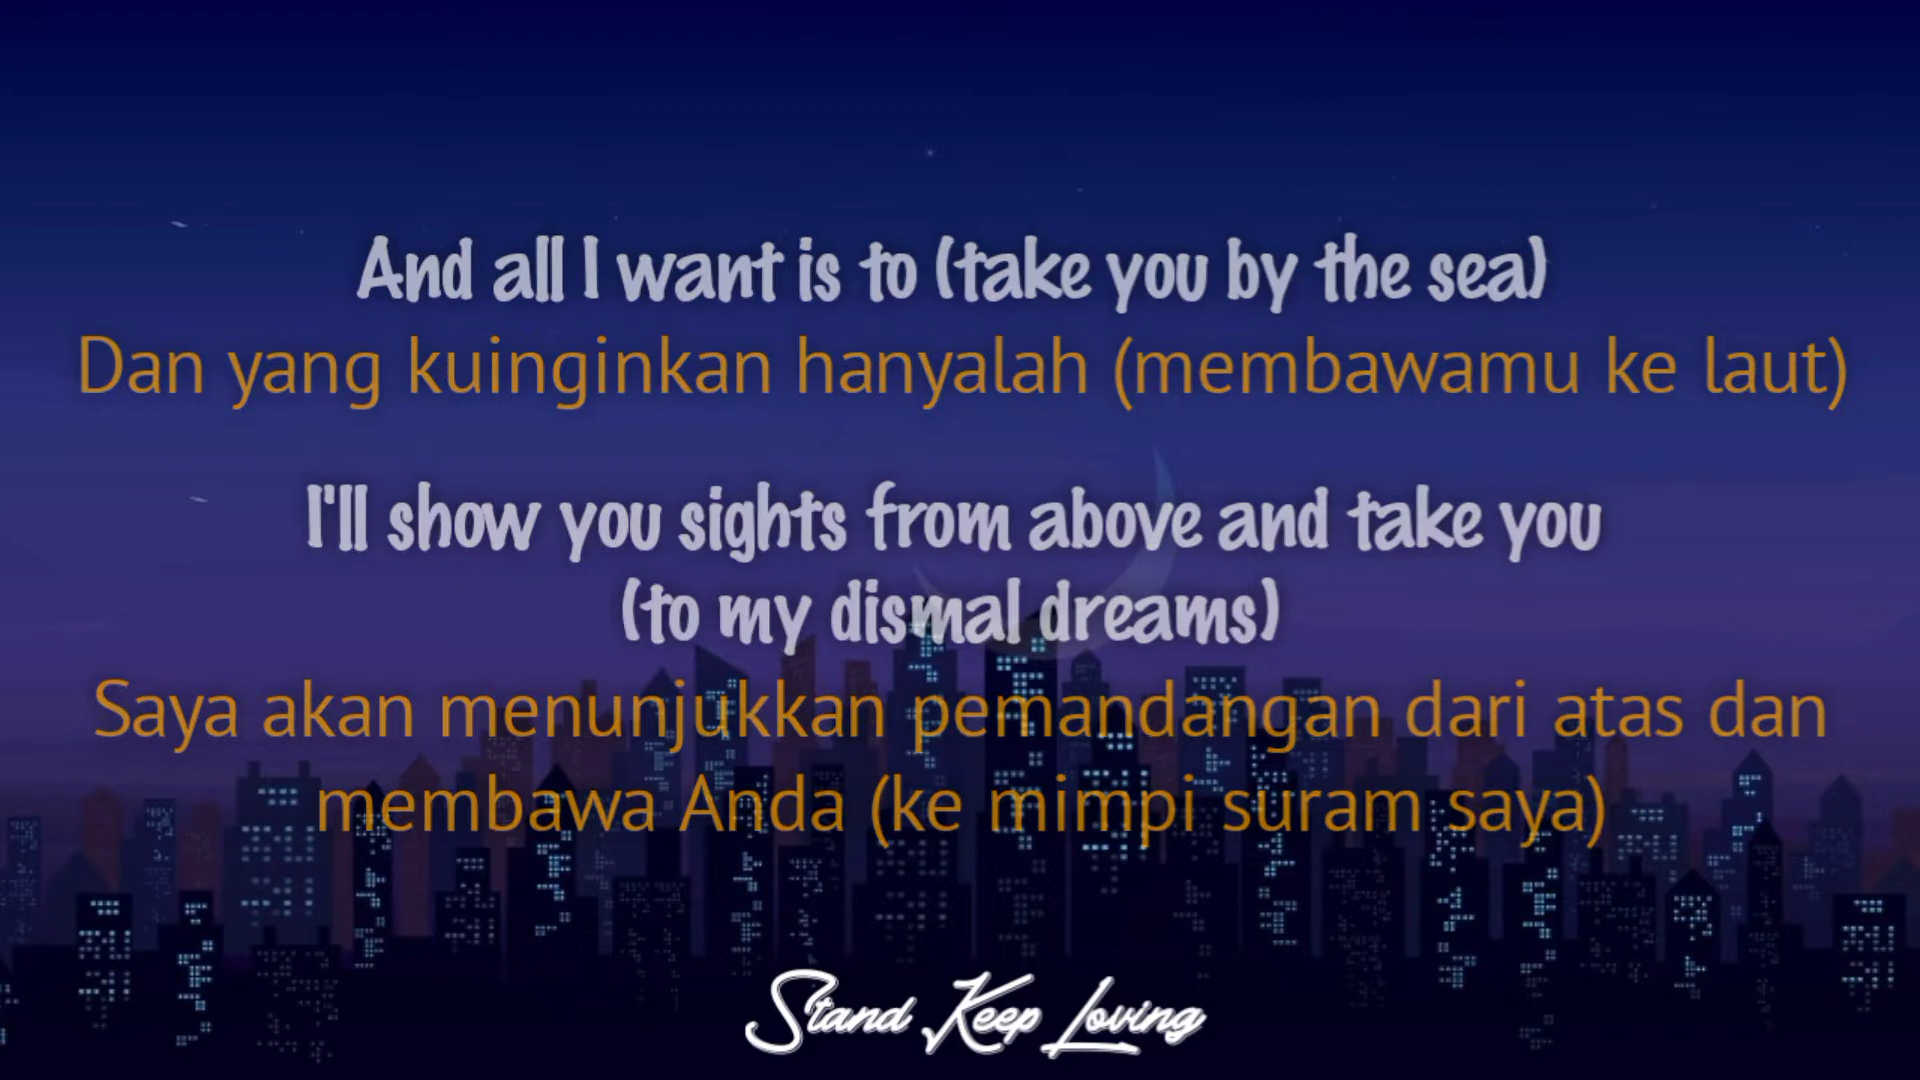 And all I want is to (take you by the sea)
Dan yang kuinginkan hanyalah (membawamu ke laut)
I'll show you sights from above and take you
(to my dismal dreams)
Saya akan menunjukkan pemandangan dari atas dan
membawa Anda (ke mimpi suram saya)
Stand Keep Loving